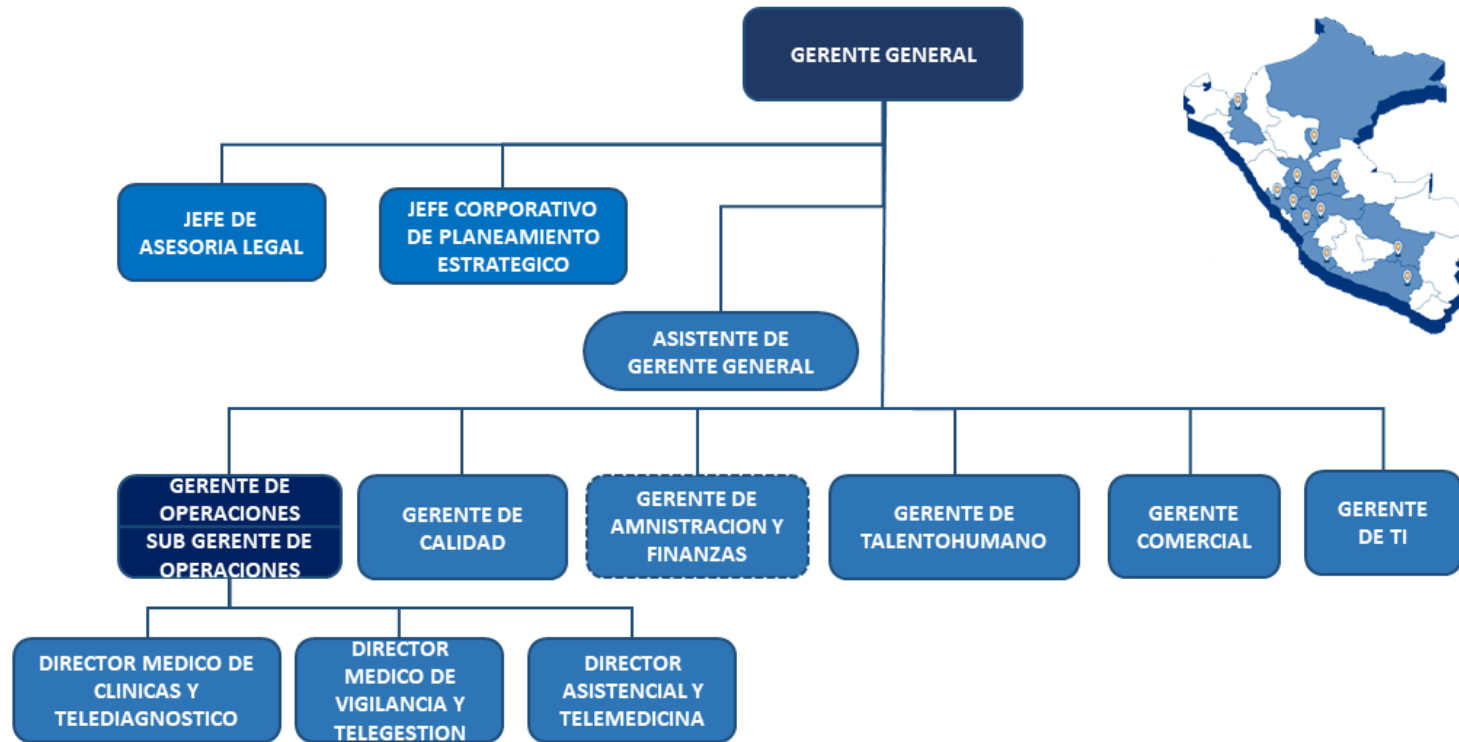 GERENTE GENERAL
JEFE DE
ASESORIA LEGAL
JEFE CORPORATIVO
DE PLANEAMIENTO
ESTRATEGICO
ASISTENTE DE
GERENTE GENERAL
GERENTE DE
OPERACIONES
SUB GERENTE DE
OPERACIONES
GERENTE DE
CALIDAD
GERENTE DE
AMNISTRACION Y
FINANZAS
GERENTE DE
TALENTOHUMANO
GERENTE
COMERCIAL
GERENTE
DE TI
DIRECTOR MEDICO DE
CLINICAS Y
TELEDIAGNOSTICO
DIRECTOR
MEDICO DE
VIGILANCIA Y
TELEGESTION
DIRECTOR
ASISTENCIAL Y
TELEMEDICINA